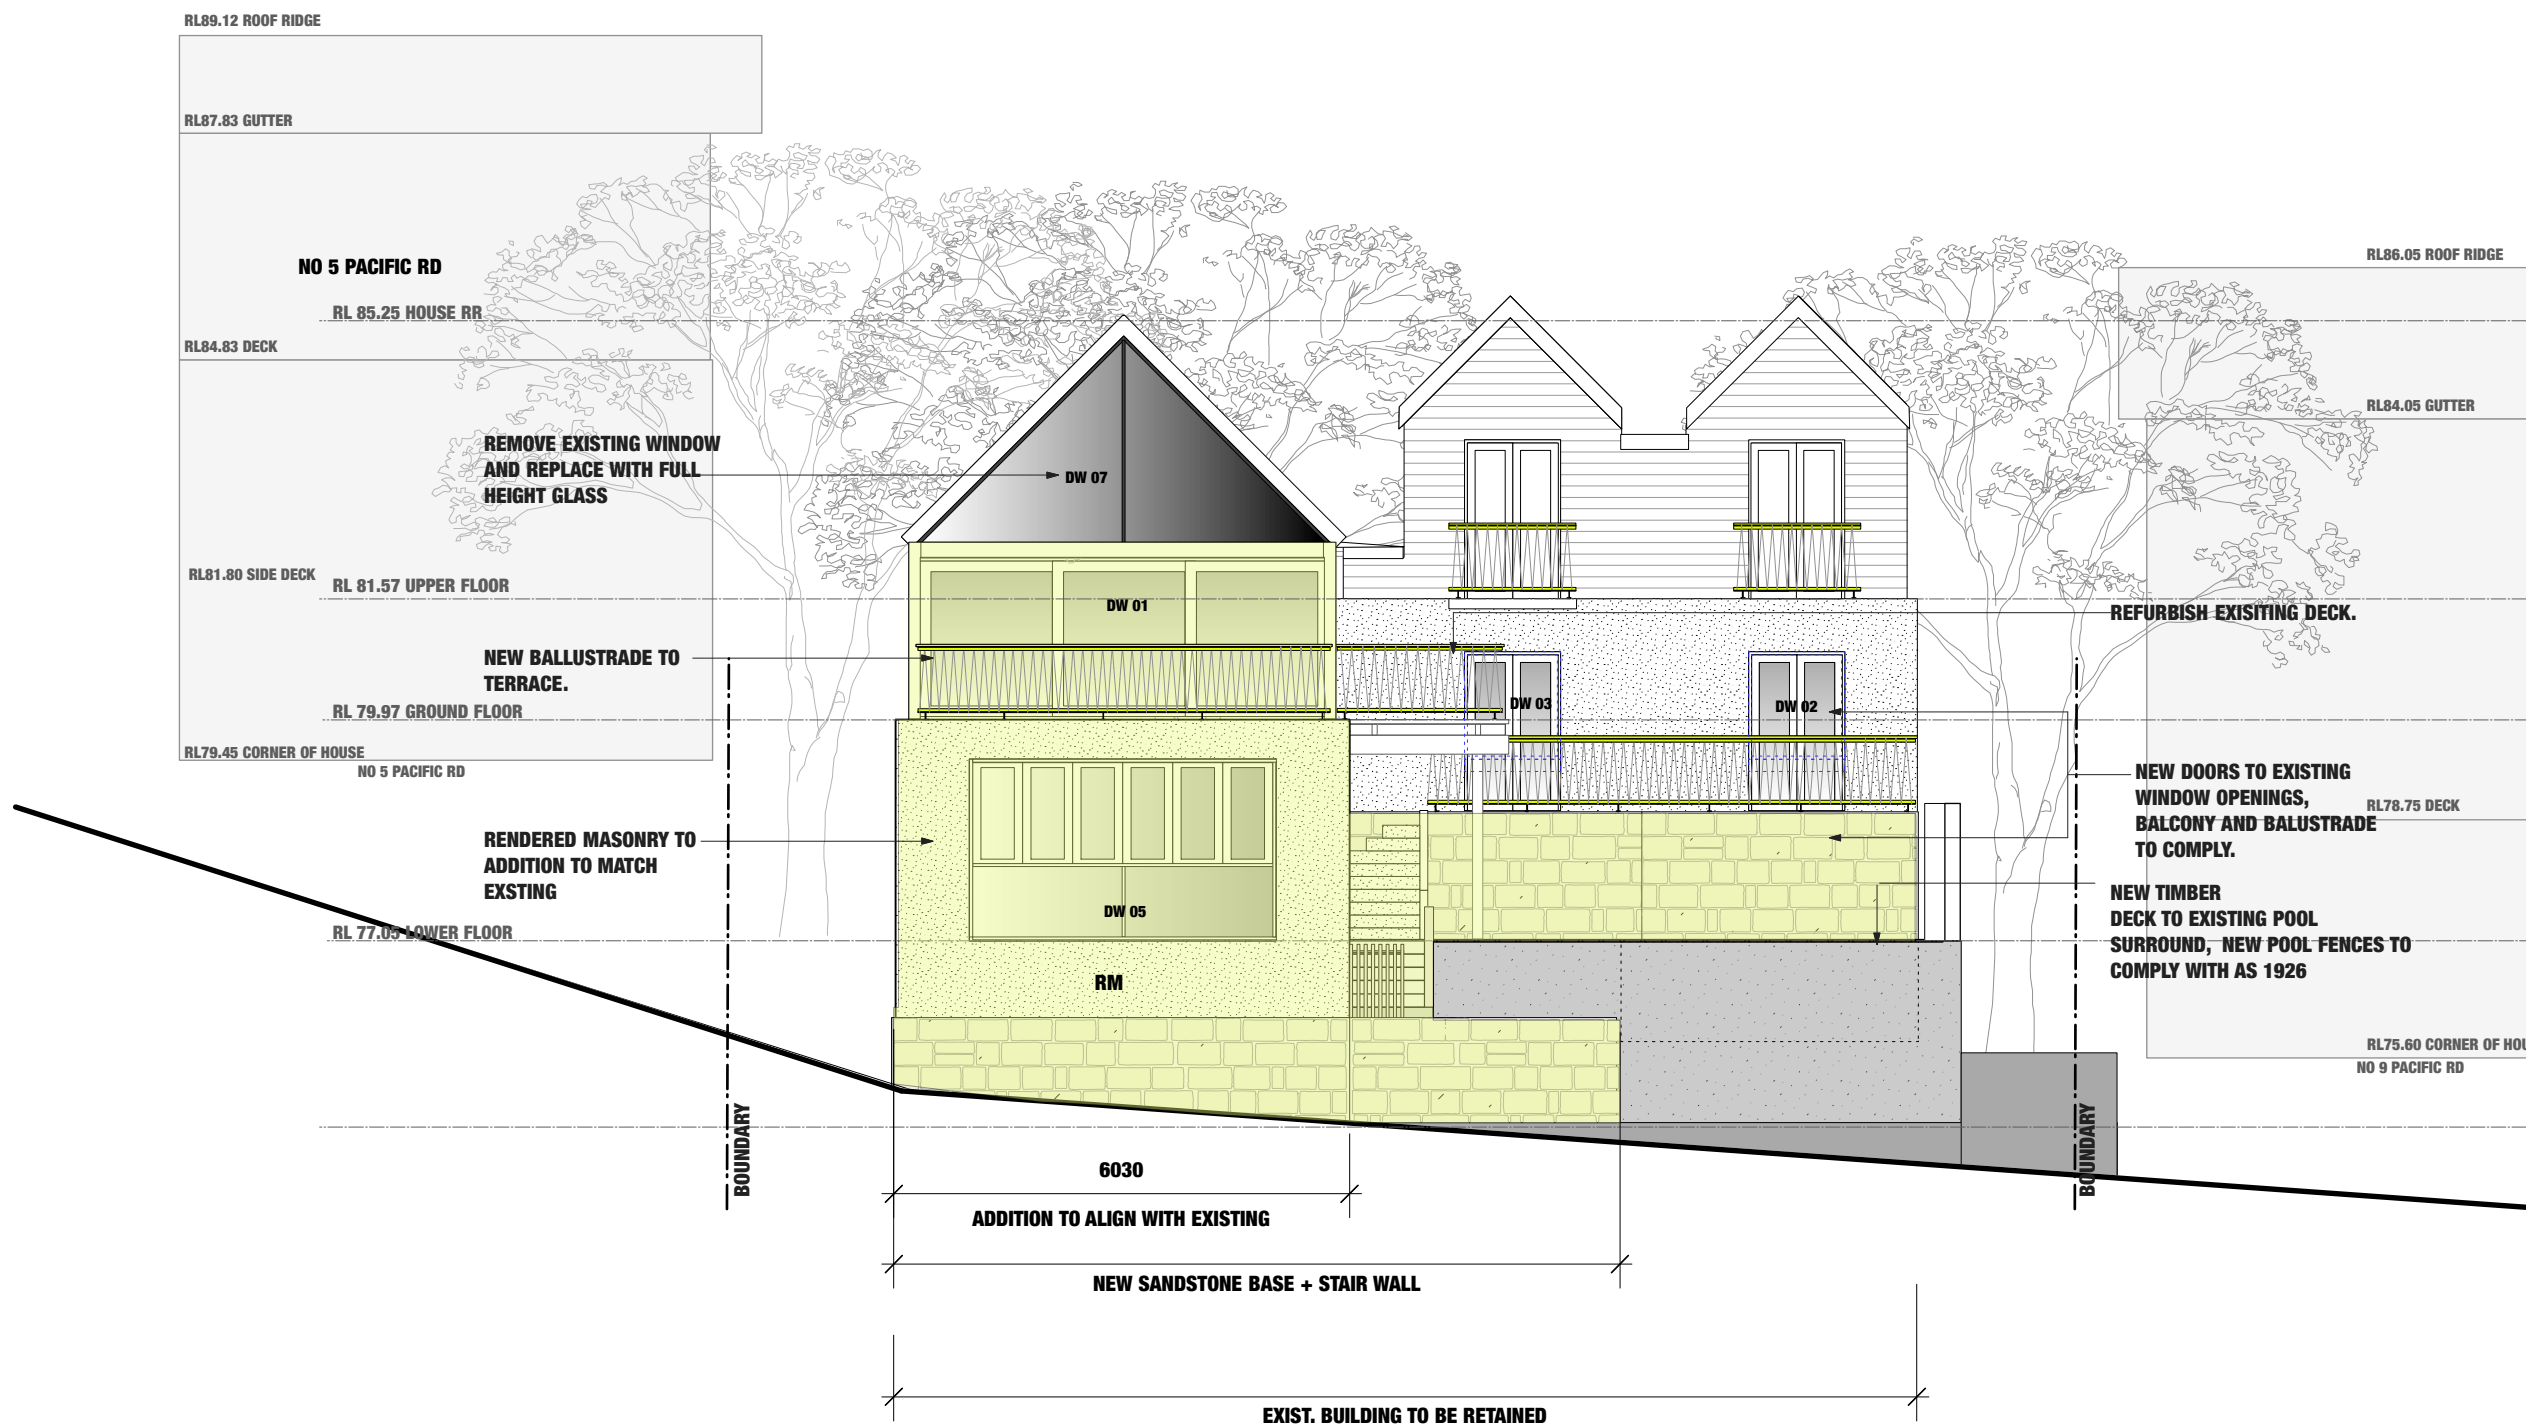 RL89.12 ROOF RIDGE
RL87.83 GUTTER
NO 5 PACIFIC RD
RL 85.25 HOUSE RR
RL84.83 DECK
REMOVE EXISTING WINDOW
AND REPLACE WITH FULL
HEIGHT GLASS
DW 07
RL86.05 ROOF RIDGE
RL84.05 GUTTER
RL81.80 SIDE DECK
RL 81.57 UPPER FLOOR
DW 01
REFURBISH EXISITING DECK.
NEW BALLUSTRADE TO
TERRACE.
RL 79.97 GROUND FLOOR
DW 03
DW 02
RL79.45 CORNER OF HOUSE
NO 5 PACIFIC RD
NEW DOORS TO EXISTING
WINDOW OPENINGS,
BALCONY AND BALUSTRADE
TO COMPLY.
RL78.75 DECK
RENDERED MASONRY TO
ADDITION TO MATCH
EXSTING
DW 05
NEW TIMBER
DECK TO EXISTING POOL
SURROUND, NEW POOL FENCES TO
COMPLY WITH AS 1926
RL 77.05 LOWER FLOOR
RM
RL75.60 CORNER OF HOU
NO 9 PACIFIC RD
BOUNDARY
BOUNDARY
6030
ADDITION TO ALIGN WITH EXISTING
NEW SANDSTONE BASE + STAIR WALL
EXIST. BUILDING TO BE RETAINED